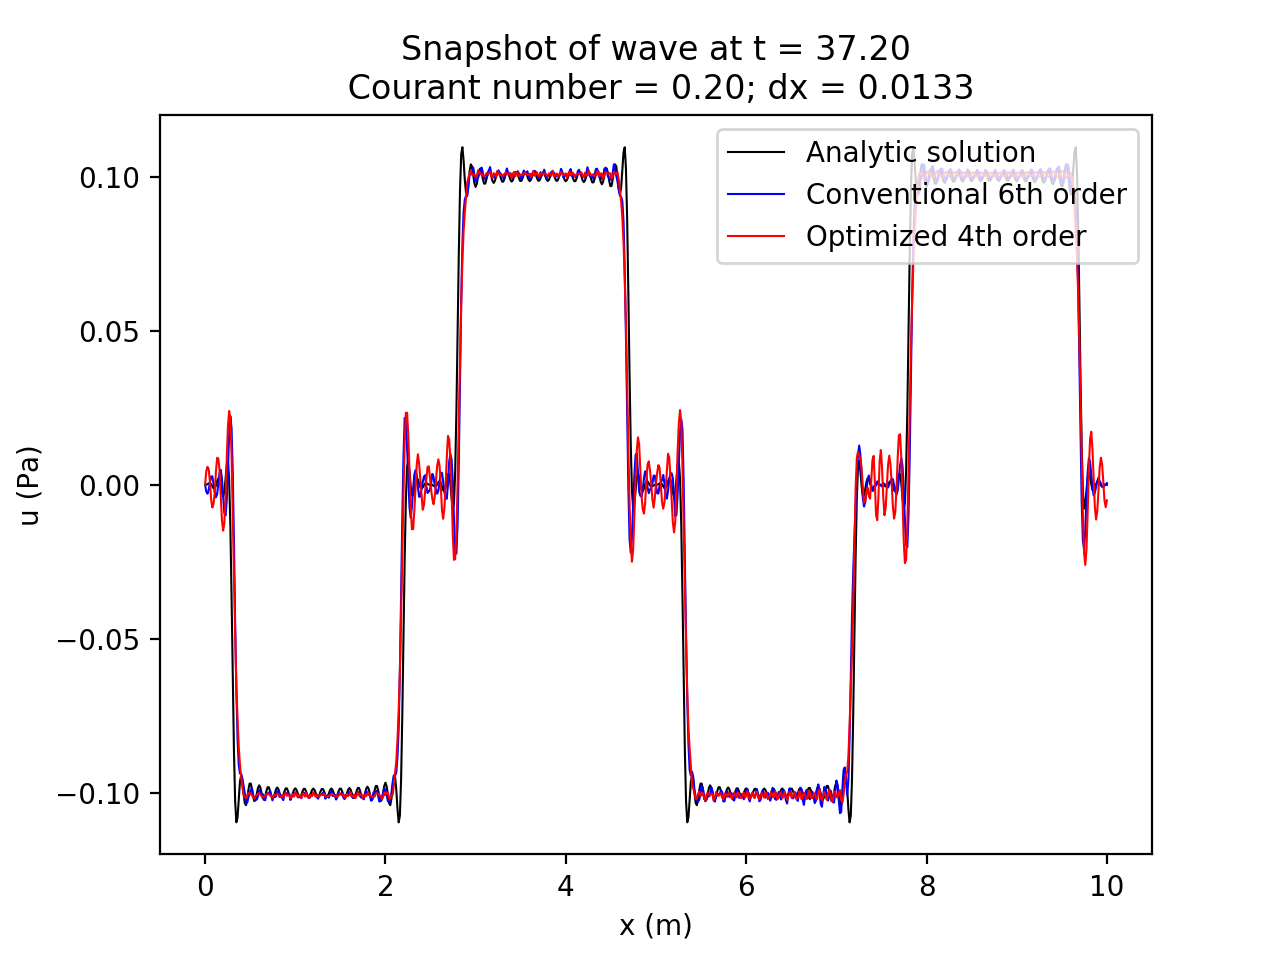 Snapshot of wave at t = 37.20
Courant number = 0.20; dx = 0.0133
Analytic solution
Conventional 6th order
Optimized 4th order
0.10
0.05
0.00
−0.05
−0.10
u (Pa)
0 2 4 6 8 10
x (m)